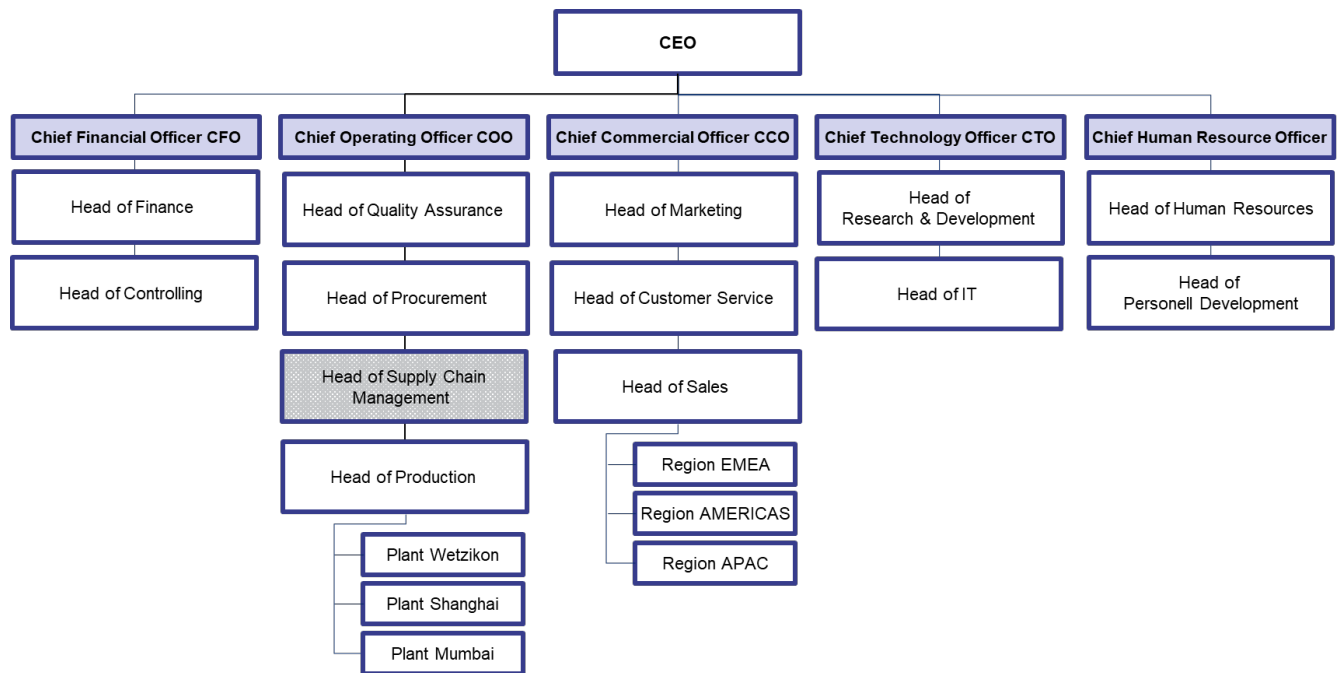 CEO
Chief Financial Officer CFO
Head of Finance
Head of Controlling
Chief Operating Officer COO
Head of Quality Assurance
Head of Procurement
Head of Supply Chain
Management
Head of Production
Plant Wetzikon
Plant Shanghai
Plant Mumbai
Chief Commercial Officer CCO
Head of Marketing
Head of Customer Service
Head of Sales
Region EMEA
Region AMERICAS
Region APAC
Chief Technology Officer CTO
Head of
Research & Development
Head of IT
Chief Human Resource Officer
Head of Human Resources
Head of
Personell Development